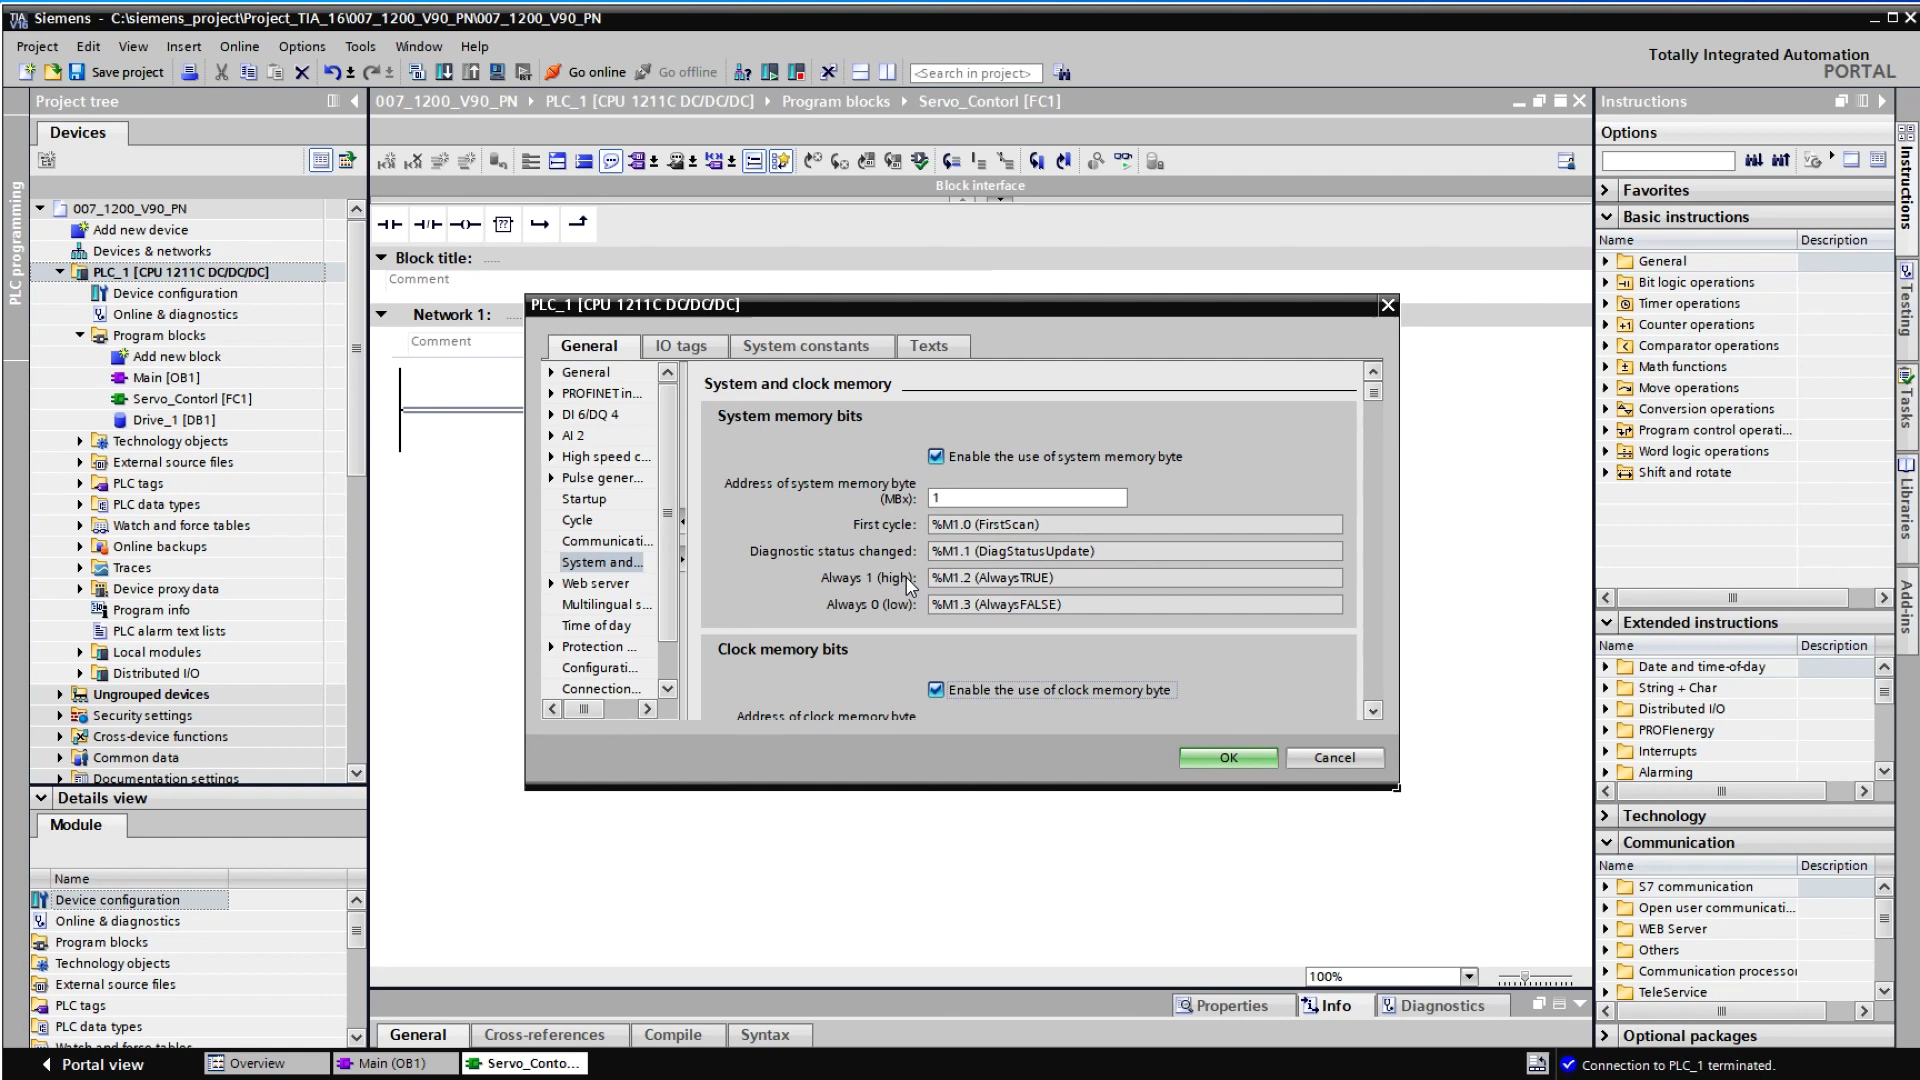 Siemens - C:\siemens_project\Project_TIA_16\007_1200_V90_PN\007_1200_V90_PN
Project Edit View Insert Online Options Tools Window Help
Totally Integrated Automation
PORTAL
Save project
Go online
Go offline
<Search in project>
Project tree
007_1200_V90_PN
PLC_1 [CPU 1211C DC/DC/DC]
Program blocks
Servo_Contorl [FC1]
Instructions
Devices
Options
PLC programming
007_1200_V90_PN
Add new device
Devices & networks
PLC_1 [CPU 1211C DC/DC/DC]
Device configuration
Online & diagnostics
Program blocks
Add new block
Main [OB1]
Servo_Contorl [FC1]
Drive_1 [DB1]
Technology objects
External source files
PLC tags
PLC data types
Watch and force tables
Online backups
Traces
Device proxy data
Program info
PLC alarm text lists
Local modules
Distributed I/O
Ungrouped devices
Security settings
Cross-device functions
Common data
Documentation settings
Details view
Module
Name
Device configuration
Online & diagnostics
Program blocks
Technology objects
External source files
PLC tags
PLC data types
Watch and force tables
Block interface
Block title: .....
Comment
Network 1: .....
Comment
PLC_1 [CPU 1211C DC/DC/DC]
General
IO tags
System constants
Texts
General
PROFINET in...
DI 6/DQ 4
AI 2
High speed c...
Pulse gener...
Startup
Cycle
Communicati...
System and...
Web server
Multilingual s...
Time of day
Protection ...
Configurati...
Connection...
System and clock memory
System memory bits
Enable the use of system memory byte
Address of system memory byte
(MBx): 1
First cycle: %M1.0 (FirstScan)
Diagnostic status changed: %M1.1 (DiagStatusUpdate)
Always 1 (high): %M1.2 (AlwaysTRUE)
Always 0 (low): %M1.3 (AlwaysFALSE)
Clock memory bits
Enable the use of clock memory byte
Address of clock memory byte
OK
Cancel
100%
Properties
Info
Diagnostics
General
Cross-references
Compile
Syntax
Favorites
Basic instructions
Name Description
General
Bit logic operations
Timer operations
Counter operations
Comparator operations
Math functions
Move operations
Conversion operations
Program control operati...
Word logic operations
Shift and rotate
Extended instructions
Name Description
Date and time-of-day
String + Char
Distributed I/O
PROFIenergy
Interrupts
Alarming
Technology
Communication
Name Description
S7 communication
Open user communicati...
WEB Server
Others
Communication processor
TeleService
Optional packages
Instructions
Testing
Tasks
Libraries
Add-ins
Portal view
Overview
Main (OB1)
Servo_Conto...
Connection to PLC_1 terminated.